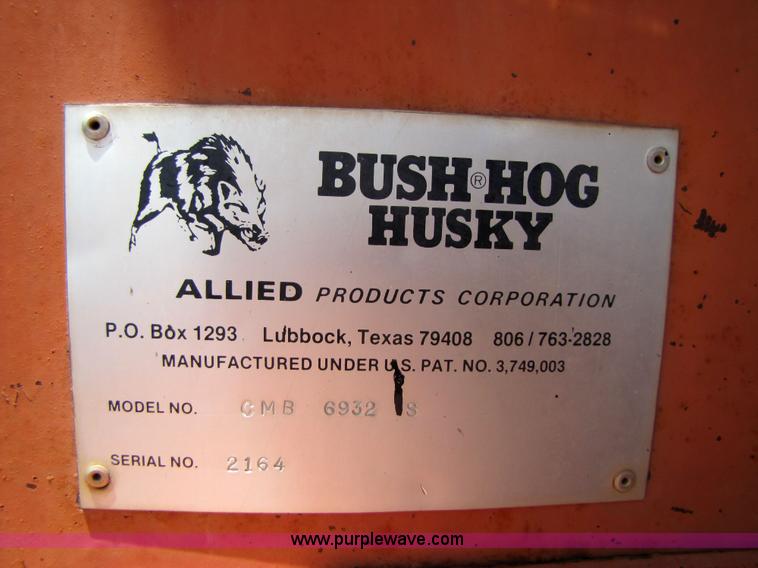 BUSH®HOG
HUSKY
ALLIED PRODUCTS CORPORATION
P.O. Box 1293 Lubbock, Texas 79408 806/763-2828
MANUFACTURED UNDER U.S. PAT. NO. 3,749,003
MODEL NO. CMB 6932 S
SERIAL NO. 2164
www.purplewave.com